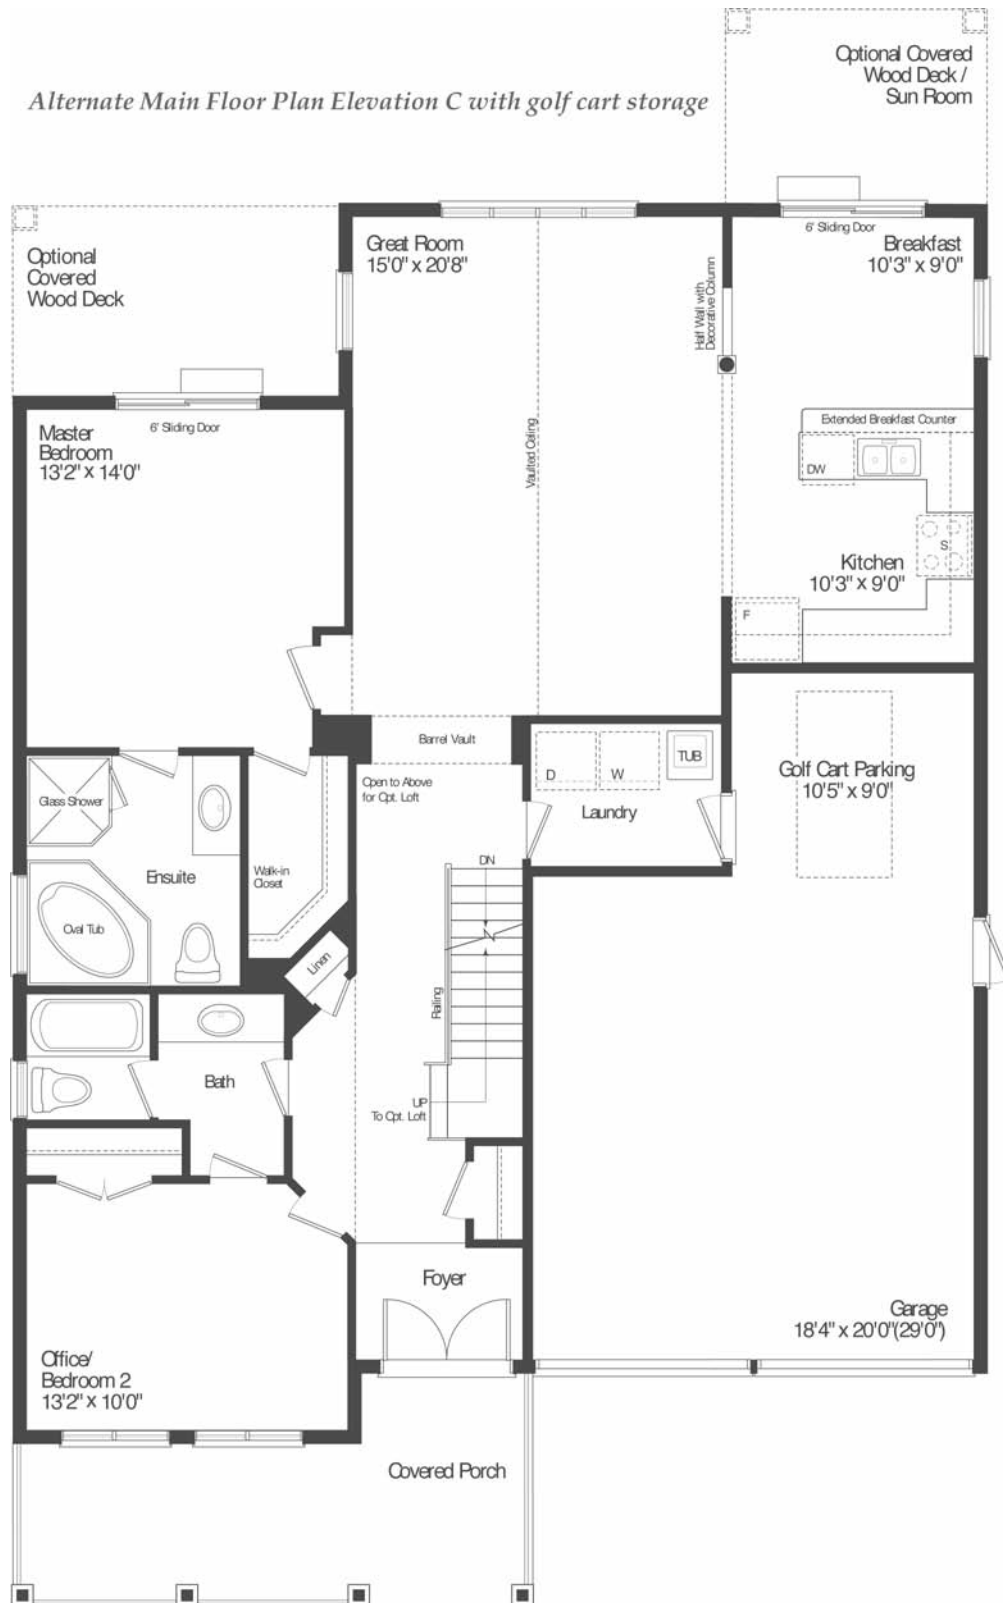 Optional Covered
Wood Deck /
Sun Room
Alternate Main Floor Plan Elevation C with golf cart storage
6' Sliding Door
Optional
Covered
Wood Deck
Great Room
15'0" x 20'8"
Breakfast
10'3" x 9'0"
Half Wall with
Decorative Column
6' Sliding Door
Master
Bedroom
13'2" x 14'0"
Vaulted Ceiling
Extended Breakfast Counter
DW
S
Kitchen
10'3" x 9'0"
F
Barrel Vault
Open to Above
for Opt. Loft
D
W
TUB
Laundry
Golf Cart Parking
10'5" x 9'0"
Glass Shower
Ensuite
Walk-in
Closet
Oval Tub
DN
Linen
Railing
Bath
UP
To Opt. Loft
Foyer
Garage
18'4" x 20'0"(29'0")
Office/
Bedroom 2
13'2" x 10'0"
Covered Porch